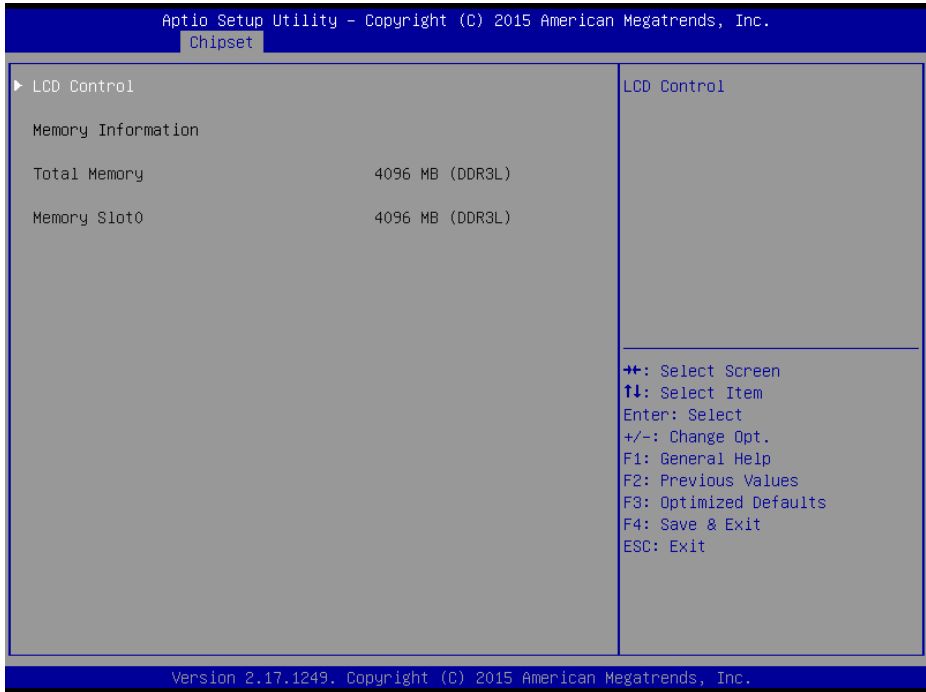 Aptio Setup Utility – Copyright (C) 2015 American Megatrends, Inc.
Chipset
▶ LCD Control
Memory Information
Total Memory 4096 MB (DDR3L)
Memory Slot0 4096 MB (DDR3L)
LCD Control
→←: Select Screen
↑↓: Select Item
Enter: Select
+/-: Change Opt.
F1: General Help
F2: Previous Values
F3: Optimized Defaults
F4: Save & Exit
ESC: Exit
Version 2.17.1249. Copyright (C) 2015 American Megatrends, Inc.